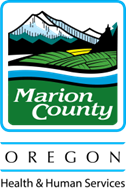 Marion
County
OREGON
Health & Human Services